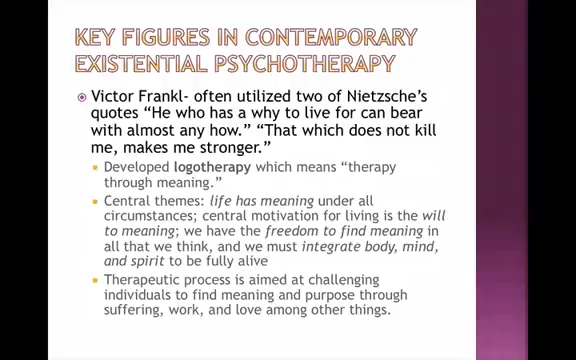 KEY FIGURES IN CONTEMPORARY
EXISTENTIAL PSYCHOTHERAPY
Victor Frankl- often utilized two of Nietzsche's
quotes “He who has a why to live for can bear
with almost any how.” “That which does not kill
me, makes me stronger.”
Developed logotherapy which means “therapy
through meaning.”
Central themes: life has meaning under all
circumstances; central motivation for living is the will
to meaning; we have the freedom to find meaning in
all that we think, and we must integrate body, mind,
and spirit to be fully alive
Therapeutic process is aimed at challenging
individuals to find meaning and purpose through
suffering, work, and love among other things.